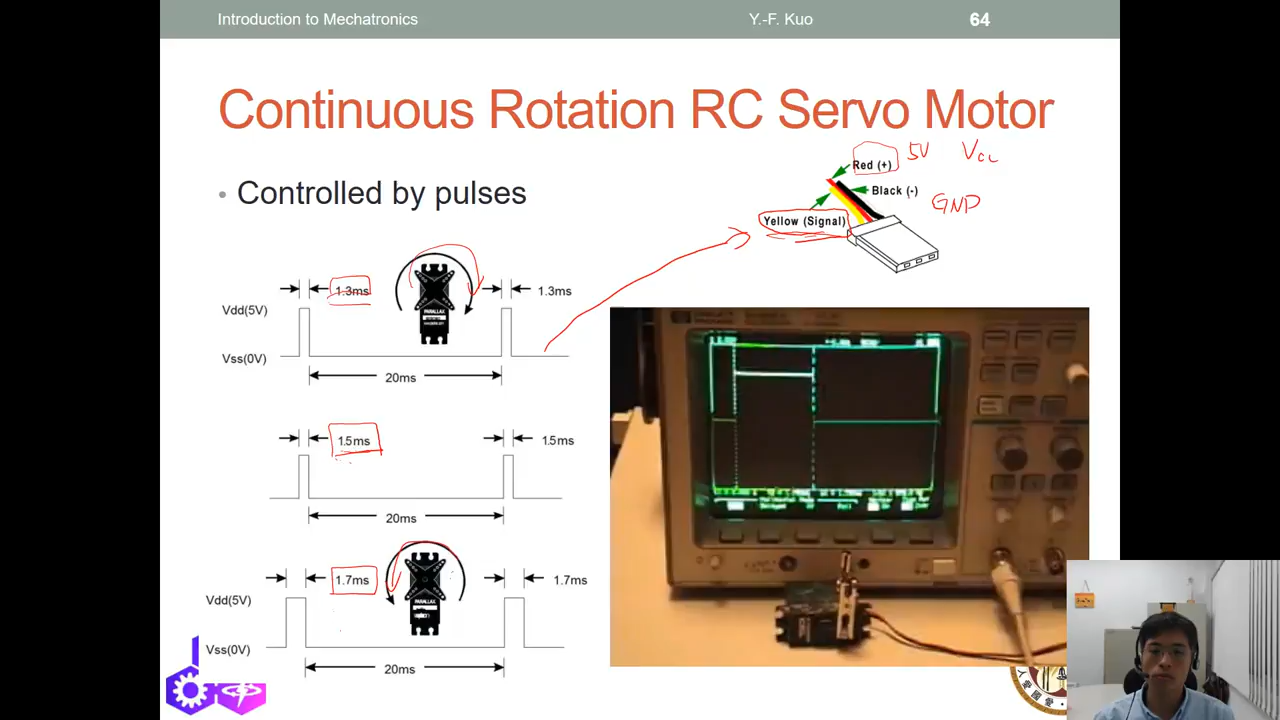 Introduction to Mechatronics
Y.-F. Kuo
64
Continuous Rotation RC Servo Motor
• Controlled by pulses
Red (+)
5V
Vcc
Black (-)
GND
Yellow (Signal)
1.3ms
1.3ms
Vdd(5V)
Vss(0V)
PARALLAX
20ms
1.5ms
1.5ms
20ms
1.7ms
1.7ms
Vdd(5V)
Vss(0V)
PARALLAX
20ms